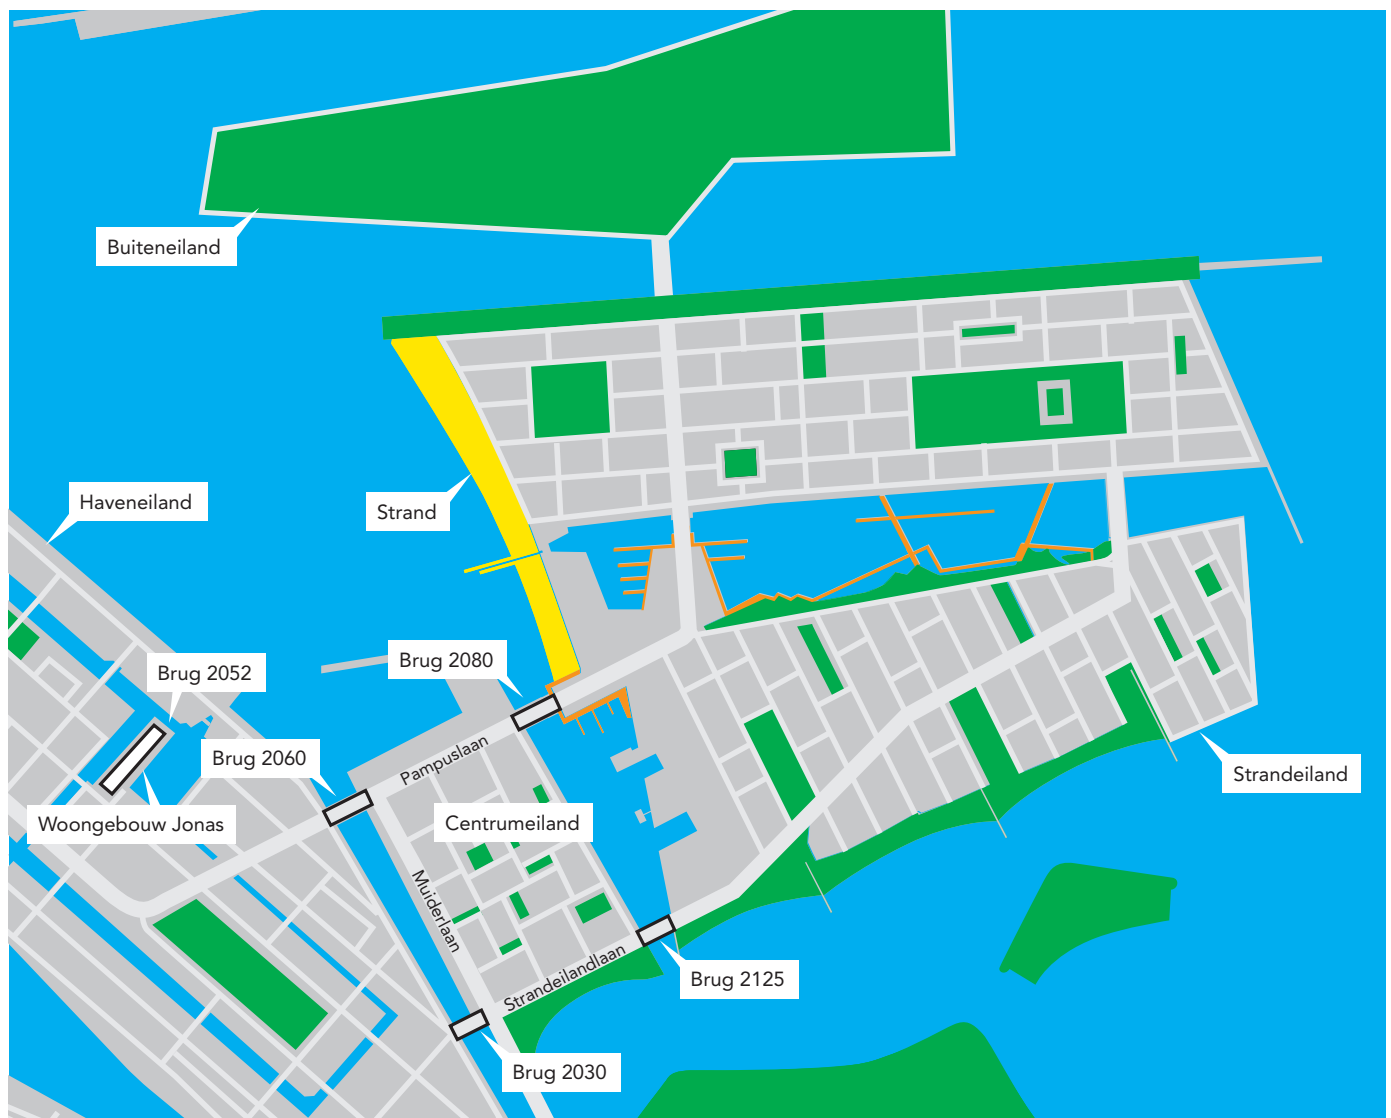 Buiteneiland
Haveneiland
Strand
Brug 2080
Brug 2052
Brug 2060
Pampuslaan
Strandeiland
Woongebouw Jonas
Centrumeiland
Muiderlaan
Strandeilandlaan
Brug 2125
Brug 2030